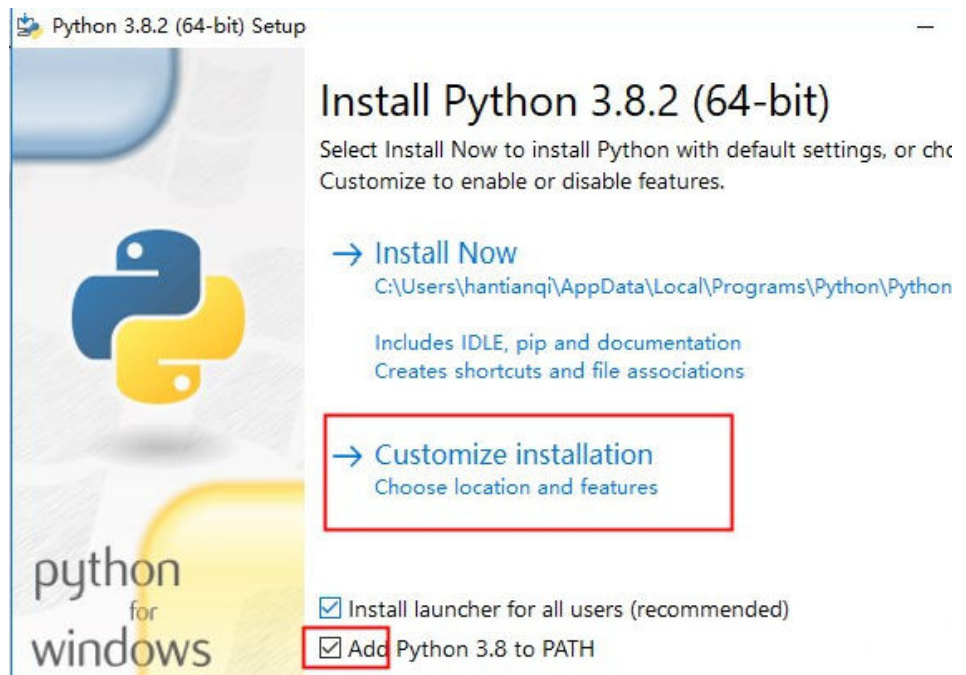 Python 3.8.2 (64-bit) Setup
Install Python 3.8.2 (64-bit)
Select Install Now to install Python with default settings, or cho
Customize to enable or disable features.
→ Install Now
C:\Users\hantianqi\AppData\Local\Programs\Python\Python
Includes IDLE, pip and documentation
Creates shortcuts and file associations
→ Customize installation
Choose location and features
Install launcher for all users (recommended)
Add Python 3.8 to PATH
python
for
windows